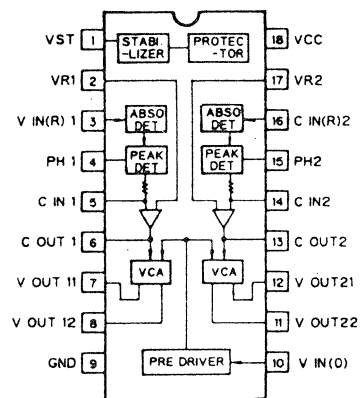 VST 1 STABI-LIZER PROTEC-TOR 18 VCC
VR1 2 17 VR2
V IN(R) 1 3 ABSO DET ABSO DET 16 C IN(R)2
PH 1 4 PEAK DET PEAK DET 15 PH2
C IN 1 5 14 C IN2
C OUT 1 6 13 C OUT2
V OUT 11 7 VCA VCA 12 V OUT21
V OUT 12 8 11 V OUT22
GND 9 PRE DRIVER 10 V IN(O)